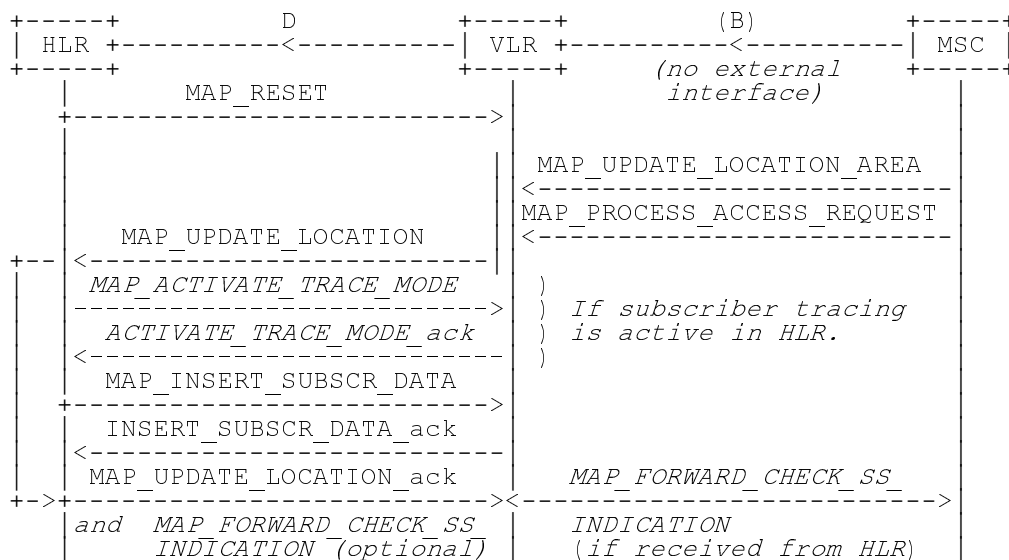 D (B)
HLR VLR MSC
(no external
MAP_RESET interface)
MAP_UPDATE_LOCATION_AREA
MAP_PROCESS_ACCESS_REQUEST
MAP_UPDATE_LOCATION
MAP_ACTIVATE_TRACE_MODE )
) If subscriber tracing
ACTIVATE_TRACE_MODE_ack ) is active in HLR.
)
MAP_INSERT_SUBSCR_DATA
INSERT_SUBSCR_DATA_ack
MAP_UPDATE_LOCATION_ack MAP_FORWARD_CHECK_SS_
and MAP_FORWARD_CHECK_SS_ INDICATION
INDICATION (optional) (if received from HLR)